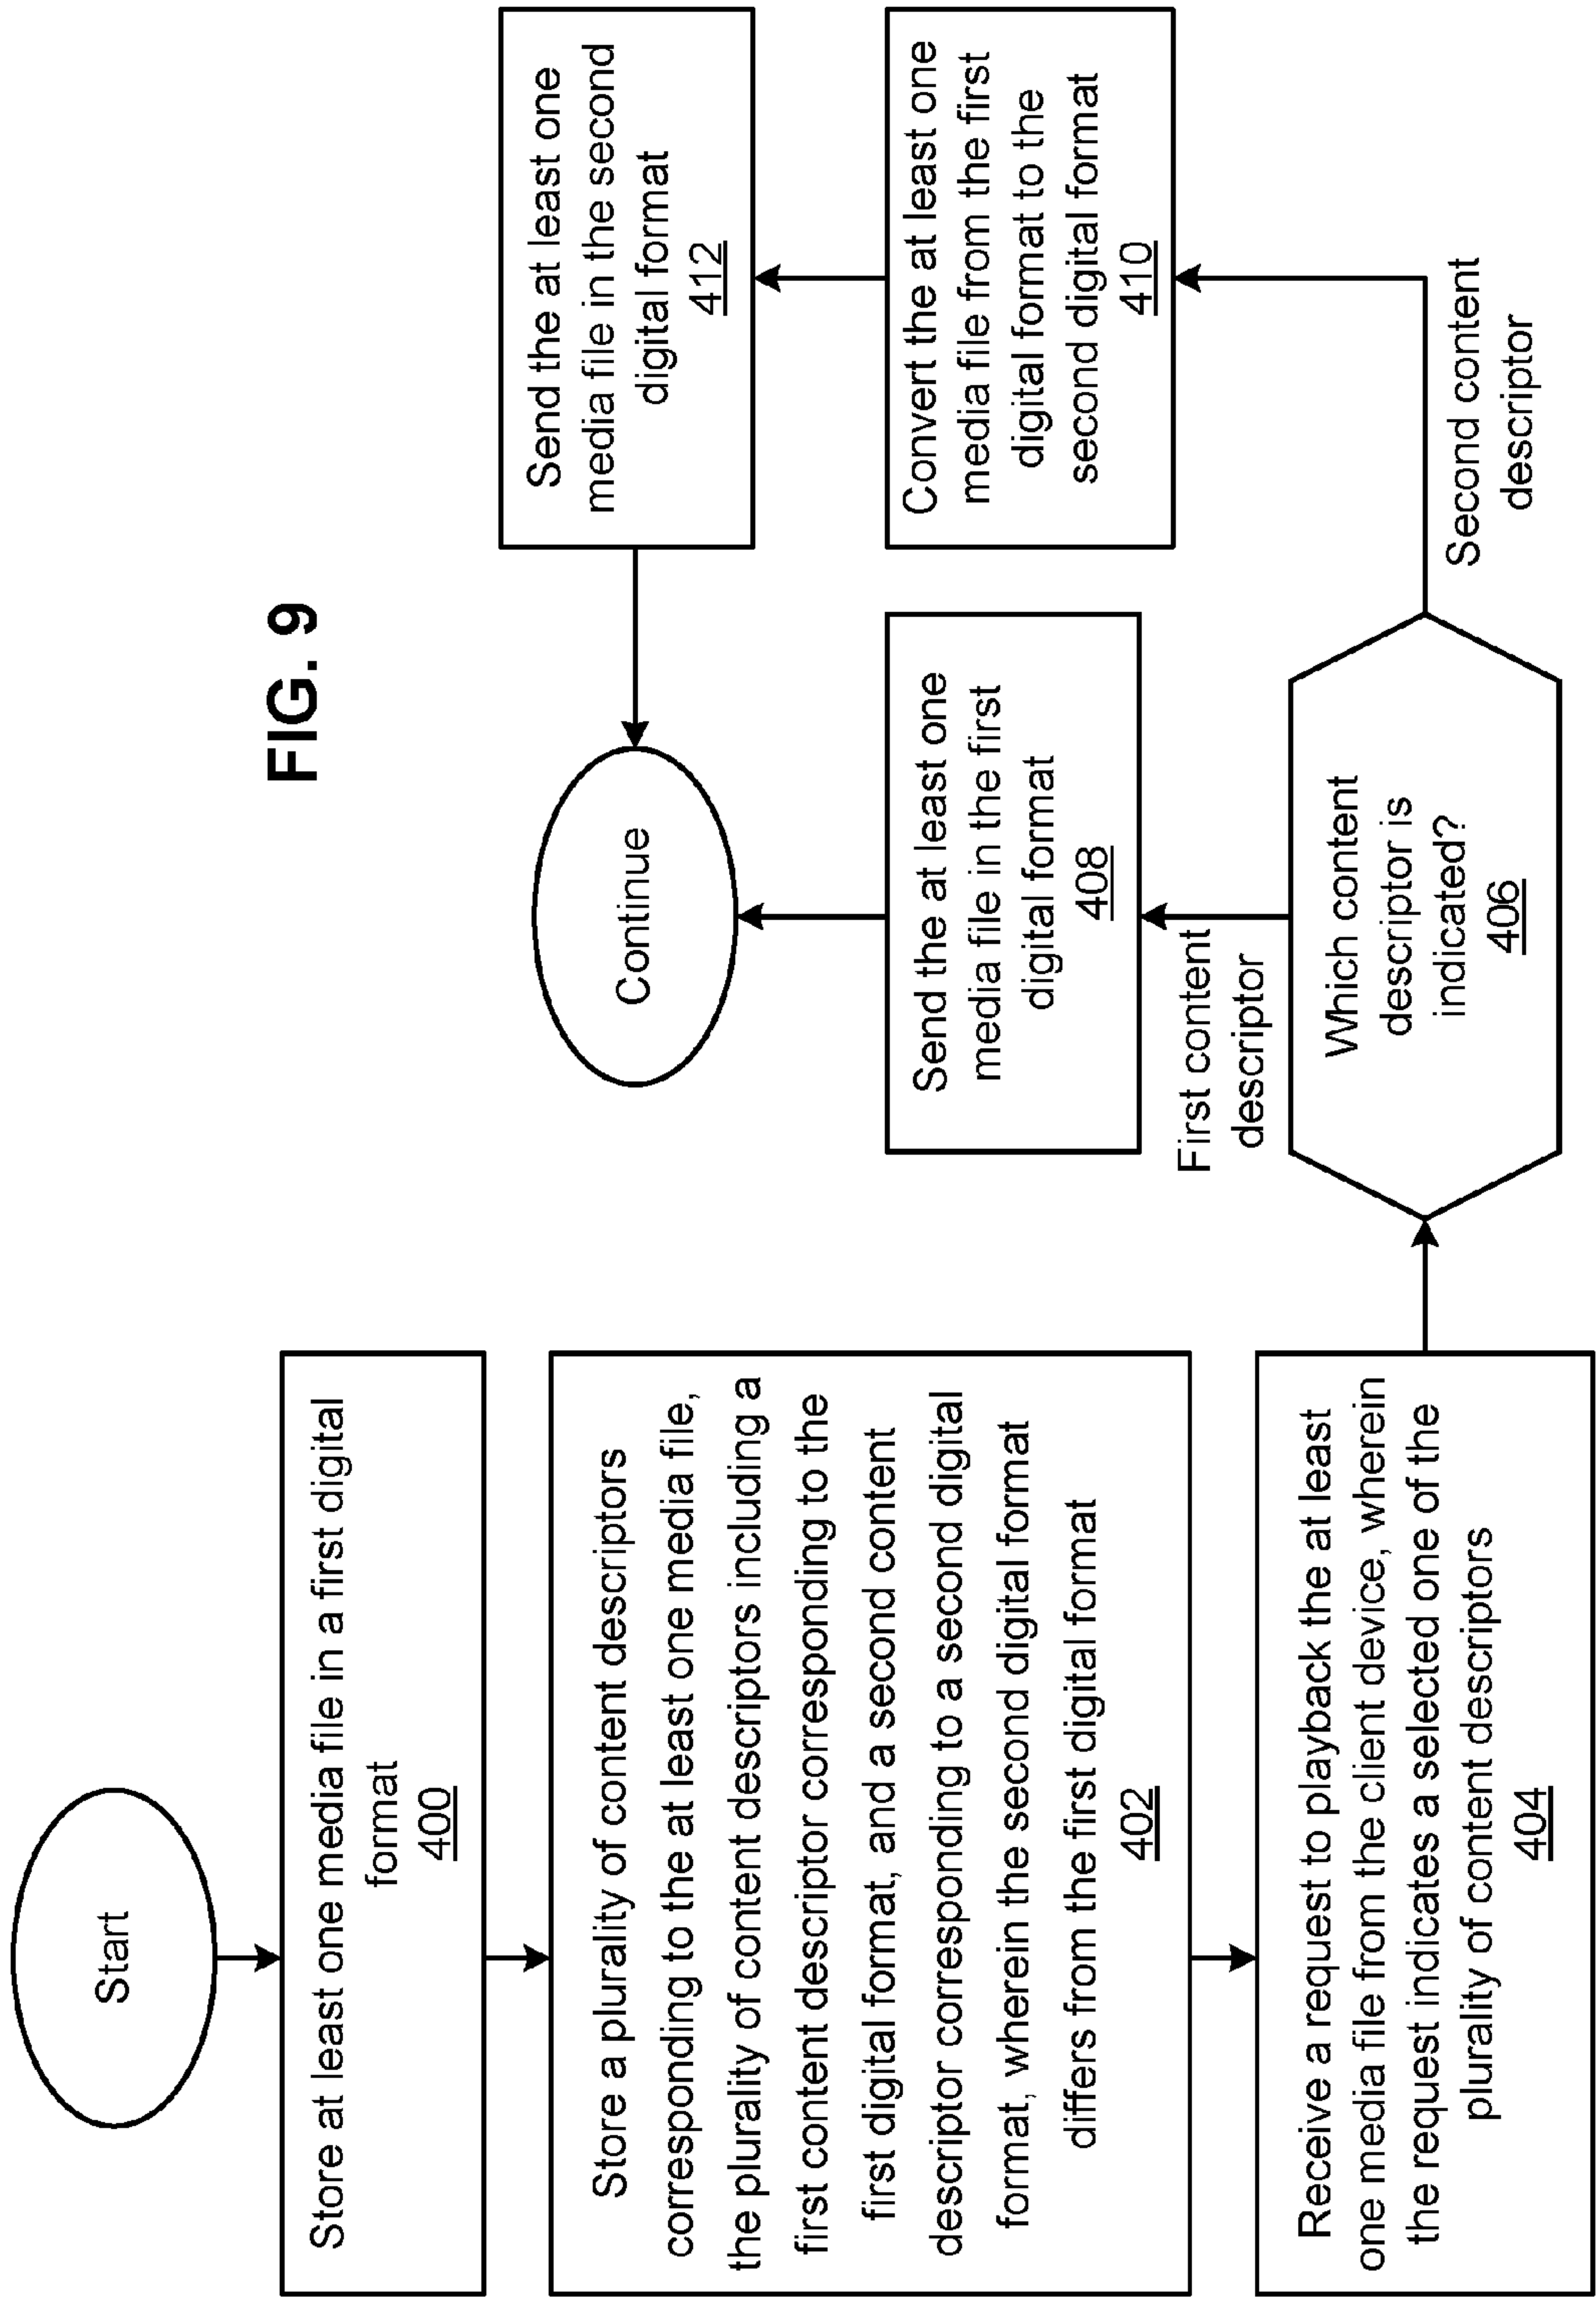 FIG. 9
Start
Store at least one media file in a first digital
format
400
Store a plurality of content descriptors
corresponding to the at least one media file,
the plurality of content descriptors including a
first content descriptor corresponding to the
first digital format, and a second content
descriptor corresponding to a second digital
format, wherein the second digital format
differs from the first digital format
402
Receive a request to playback the at least
one media file from the client device, wherein
the request indicates a selected one of the
plurality of content descriptors
404
Which content
descriptor is
indicated?
406
First content
descriptor
Send the at least one
media file in the first
digital format
408
Second content
descriptor
Convert the at least one
media file from the first
digital format to the
second digital format
410
Send the at least one
media file in the second
digital format
412
Continue